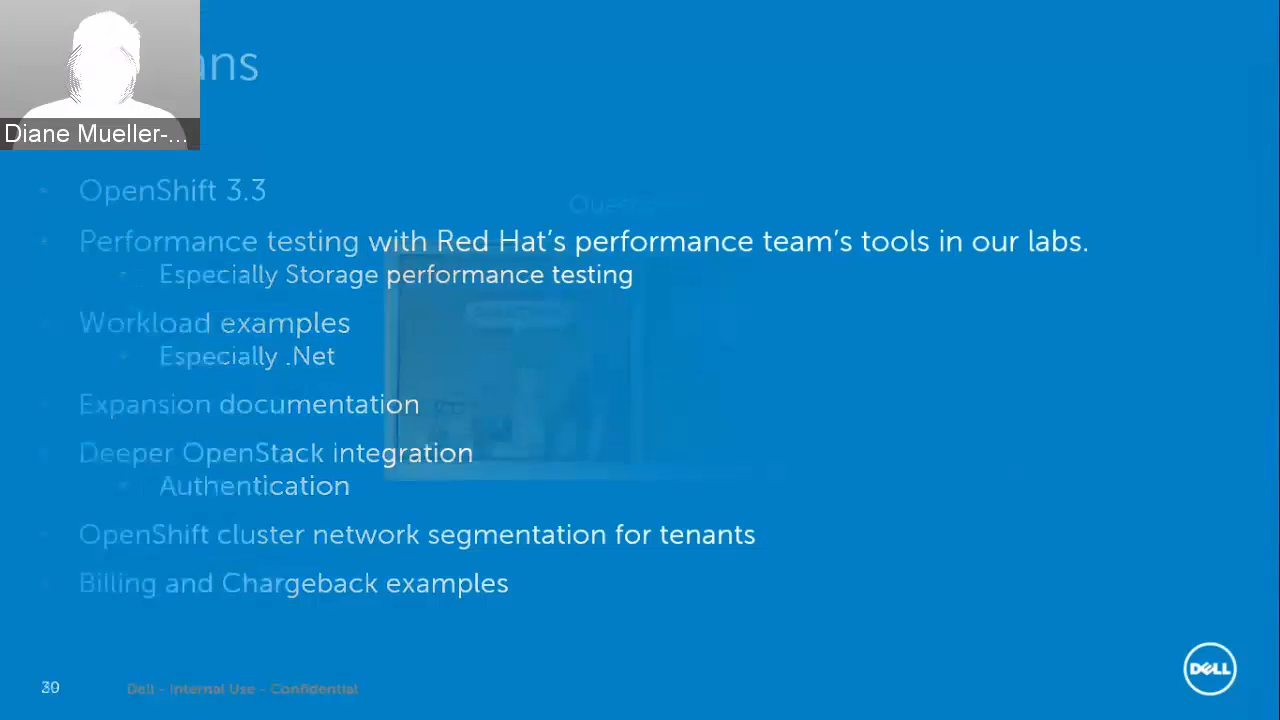 ans
Diane Mueller-...
OpenShift 3.3
Performance testing with Red Hat's performance team's tools in our labs.
Especially Storage performance testing
Workload examples
Especially .Net
Expansion documentation
Deeper OpenStack integration
Authentication
OpenShift cluster network segmentation for tenants
Billing and Chargeback examples
Dell - Internal Use - Confidential
DELL